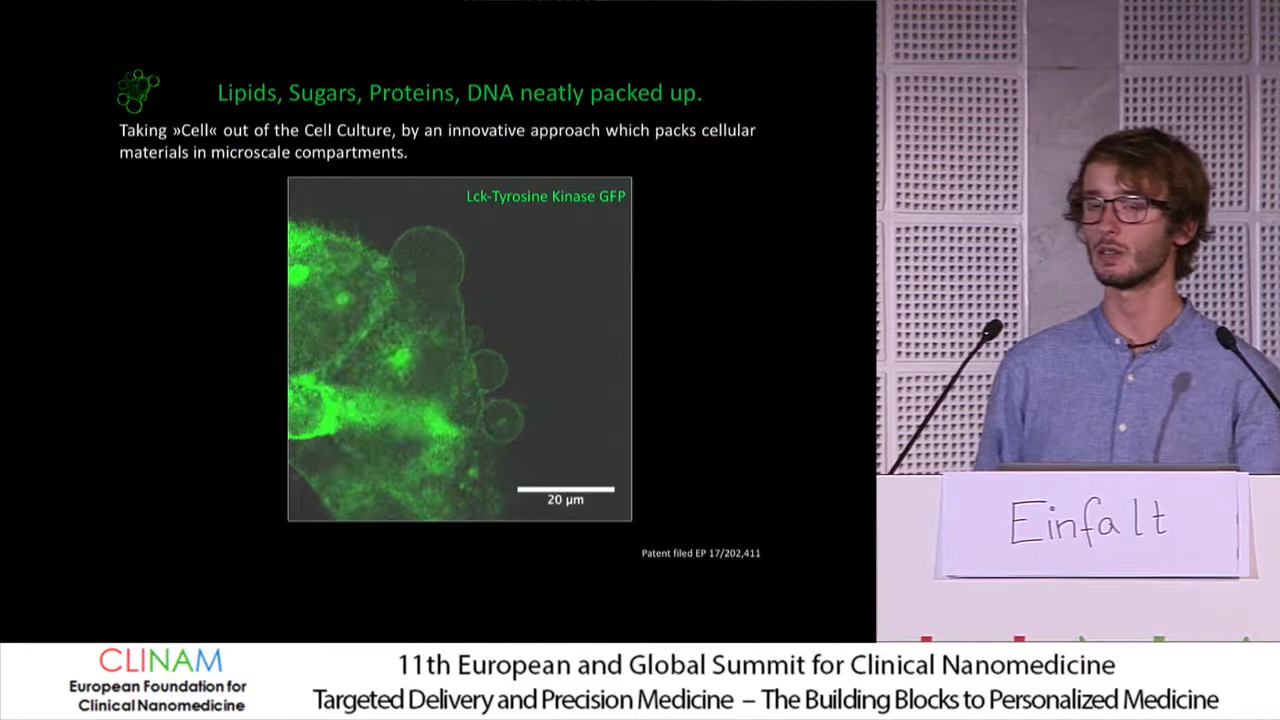 Lipids, Sugars, Proteins, DNA neatly packed up.
Taking »Cell« out of the Cell Culture, by an innovative approach which packs cellular
materials in microscale compartments.
Lck-Tyrosine Kinase GFP
20 µm
Patent filed EP 17/202,411
Einfalt
CLINAM
European Foundation for
Clinical Nanomedicine
11th European and Global Summit for Clinical Nanomedicine
Targeted Delivery and Precision Medicine – The Building Blocks to Personalized Medicine